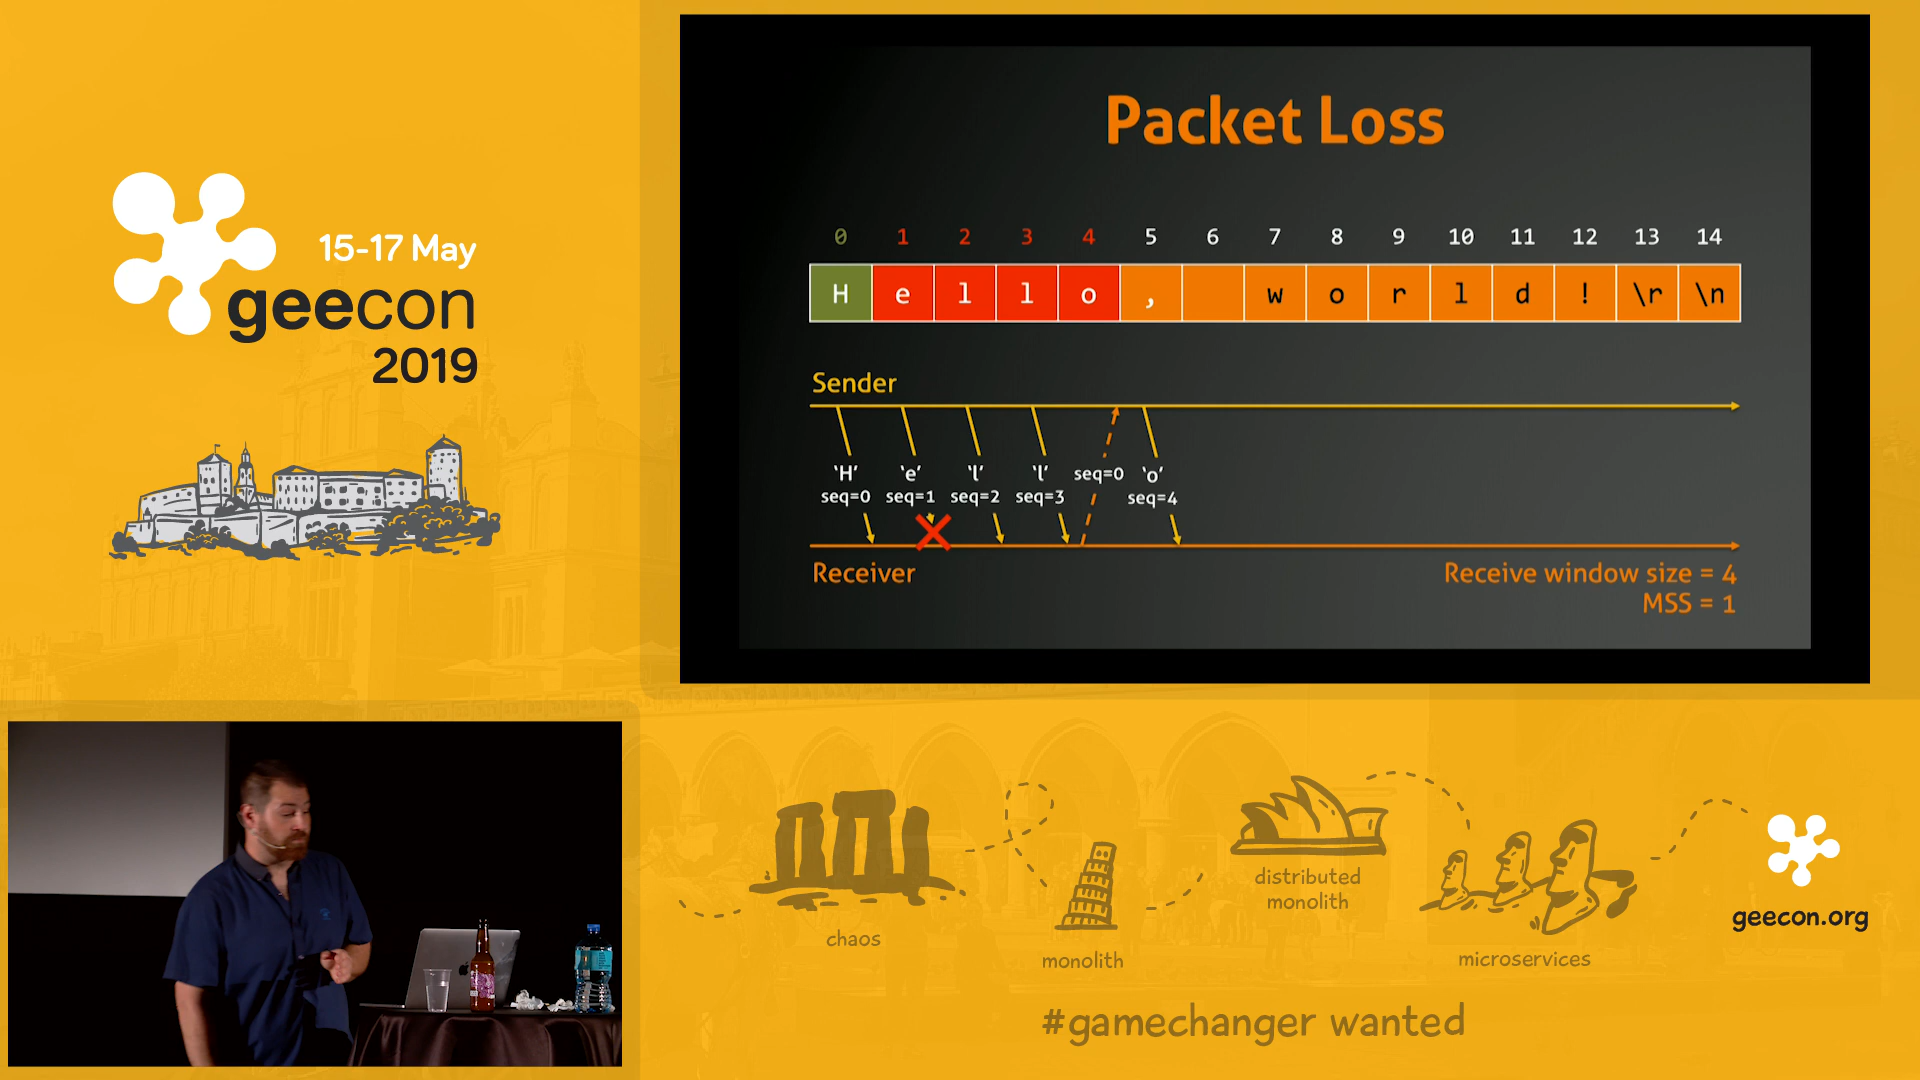 15-17 May
geecon
2019
Packet Loss
0 1 2 3 4 5 6 7 8 9 10 11 12 13 14
H e l l o , w o r l d ! \r \n
Sender
‘H’ ‘e’ ‘l’ ‘l’ seq=0 ‘o’
seq=0 seq=1 seq=2 seq=3 seq=4
Receiver
Receive window size = 4
MSS = 1
chaos
monolith
distributed
monolith
microservices
geecon.org
#gamechanger wanted